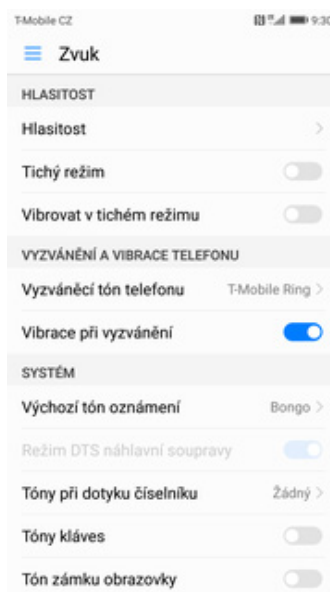 T-Mobile CZ 9:30
Zvuk
HLASITOST
Hlasitost
Tichý režim
Vibrovat v tichém režimu
VYZVÁNĚNÍ A VIBRACE TELEFONU
Vyzváněcí tón telefonu T-Mobile Ring
Vibrace při vyzvánění
SYSTÉM
Výchozí tón oznámení Bongo
Režim DTS náhlavní soupravy
Tóny při dotyku číselníku Žádný
Tóny kláves
Tón zámku obrazovky